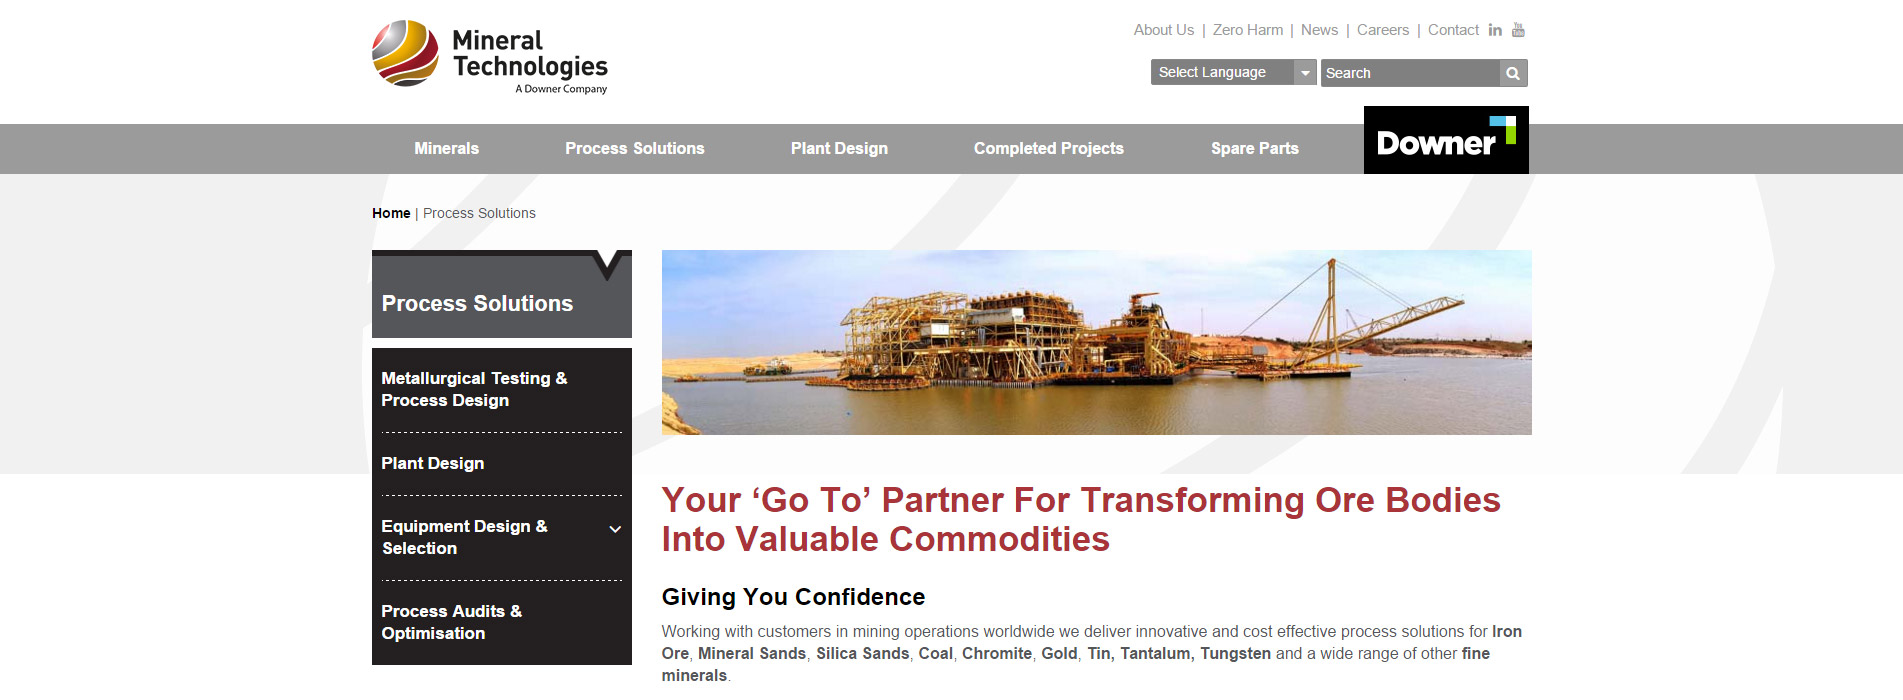 Mineral
Technologies
A Downer Company
About Us | Zero Harm | News | Careers | Contact in You Tube
Select Language
Search
Minerals Process Solutions Plant Design Completed Projects Spare Parts Downer
Home | Process Solutions
Process Solutions
Metallurgical Testing &
Process Design
Plant Design
Equipment Design &
Selection
Process Audits &
Optimisation
Your ‘Go To’ Partner For Transforming Ore Bodies
Into Valuable Commodities
Giving You Confidence
Working with customers in mining operations worldwide we deliver innovative and cost effective process solutions for Iron
Ore, Mineral Sands, Silica Sands, Coal, Chromite, Gold, Tin, Tantalum, Tungsten and a wide range of other fine
minerals.